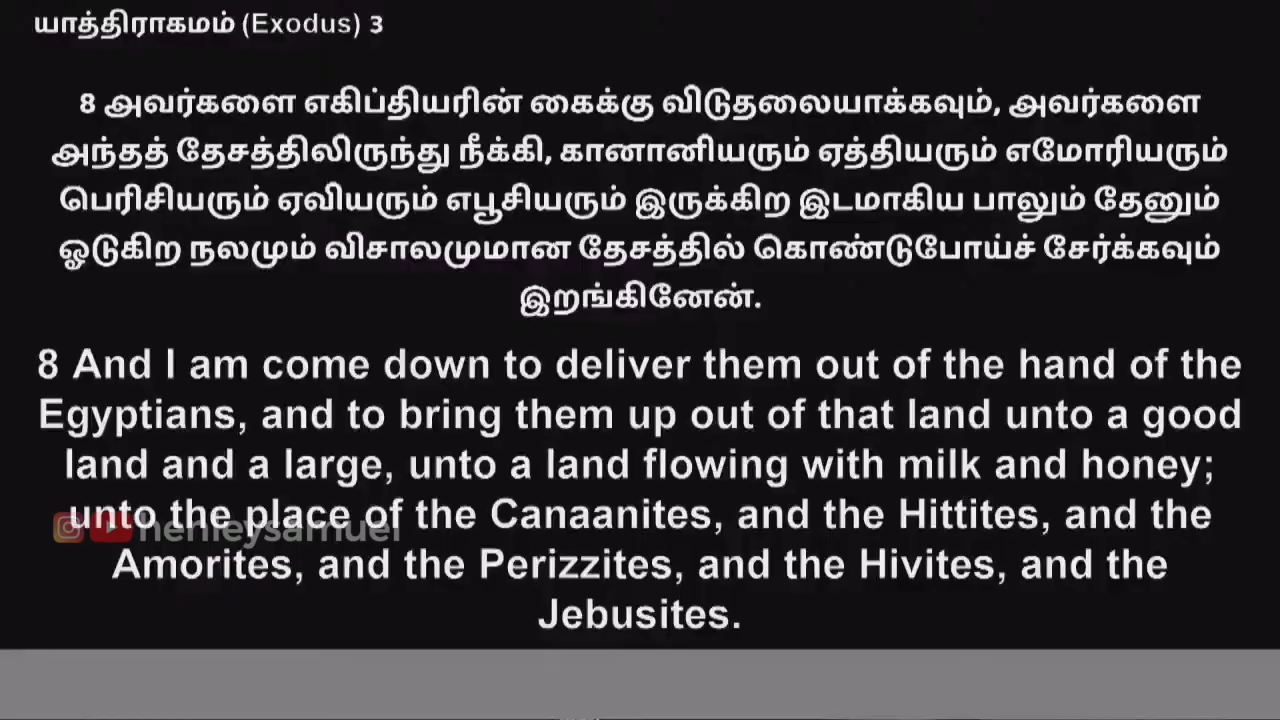 யாத்திராகமம் (Exodus) 3
8 அவர்களை எகிப்தியரின் கைக்கு விடுதலையாக்கவும், அவர்களை
அந்தத் தேசத்திலிருந்து நீக்கி, கானானியரும் ஏத்தியரும் எமோரியரும்
பெரிசியரும் ஏவியரும் எபூசியரும் இருக்கிற இடமாகிய பாலும் தேனும்
ஓடுகிற நலமும் விசாலமுமான தேசத்தில் கொண்டுபோய்ச் சேர்க்கவும்
இறங்கினேன்.
8 And I am come down to deliver them out of the hand of the
Egyptians, and to bring them up out of that land unto a good
land and a large, unto a land flowing with milk and honey;
unto the place of the Canaanites, and the Hittites, and the
henleysamuel
Amorites, and the Perizzites, and the Hivites, and the
Jebusites.